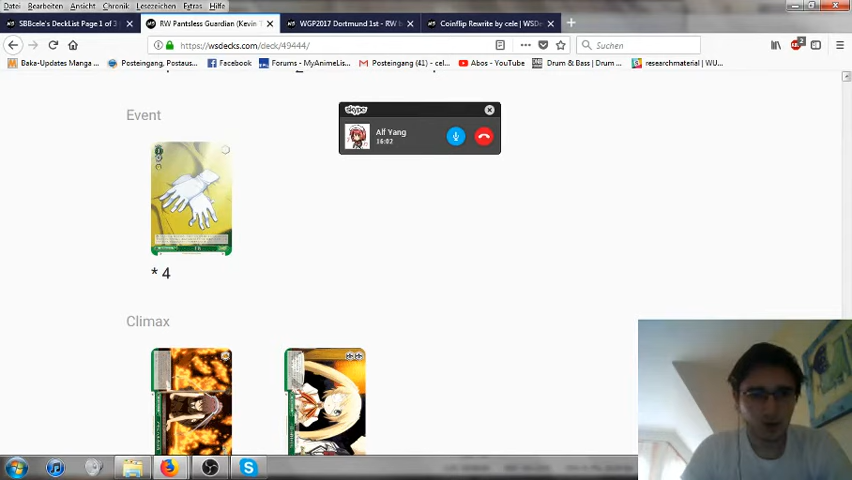 Datei Bearbeiten Ansicht Chronik Lesezeichen Extras Hilfe
SBBcele's DeckList Page 1 of 3
RW Pantsless Guardian (Kevin T
WGP2017 Dortmund 1st - RW b
Coinflip Rewrite by cele | WSDe
https://wsdecks.com/deck/49444/
Suchen
Baka-Updates Manga ...
Posteingang, Postaus...
Facebook
Forums - MyAnimeLis...
Posteingang (41) - cel...
Abos - YouTube
Drum & Bass | Drum...
researchmaterial | WU...
Event
skype
Alf Yang
16:02
* 4
Climax